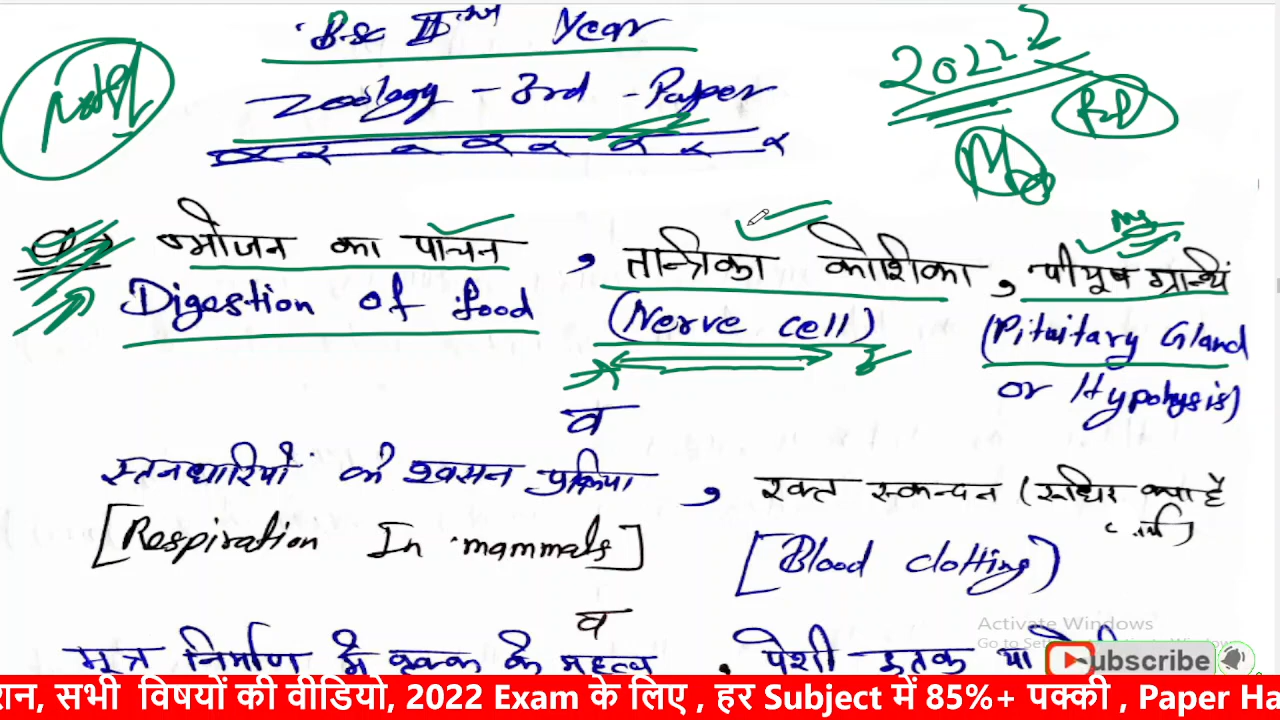 B.sc IInd Year
Zoology - 3rd - Paper
2022
भोजन का पाचन , तान्त्रिका कोशिका , पीयूष ग्रन्थि
Digestion of food (Nerve cell) (Pituitary Gland
or Hypohysis)
व
स्तनधारियों की श्वसन प्रक्रिया , रक्त स्कन्दन (रूधिर क्या है
[Respiration In mammals] [Blood clotting)
व
मूत्र निर्माण में वृक्क के महत्व , पेशी ऊतक या
Activate Windows
Subscribe
रान, सभी विषयों की वीडियो, 2022 Exam के लिए , हर Subject में 85%+ पक्की , Paper Ha